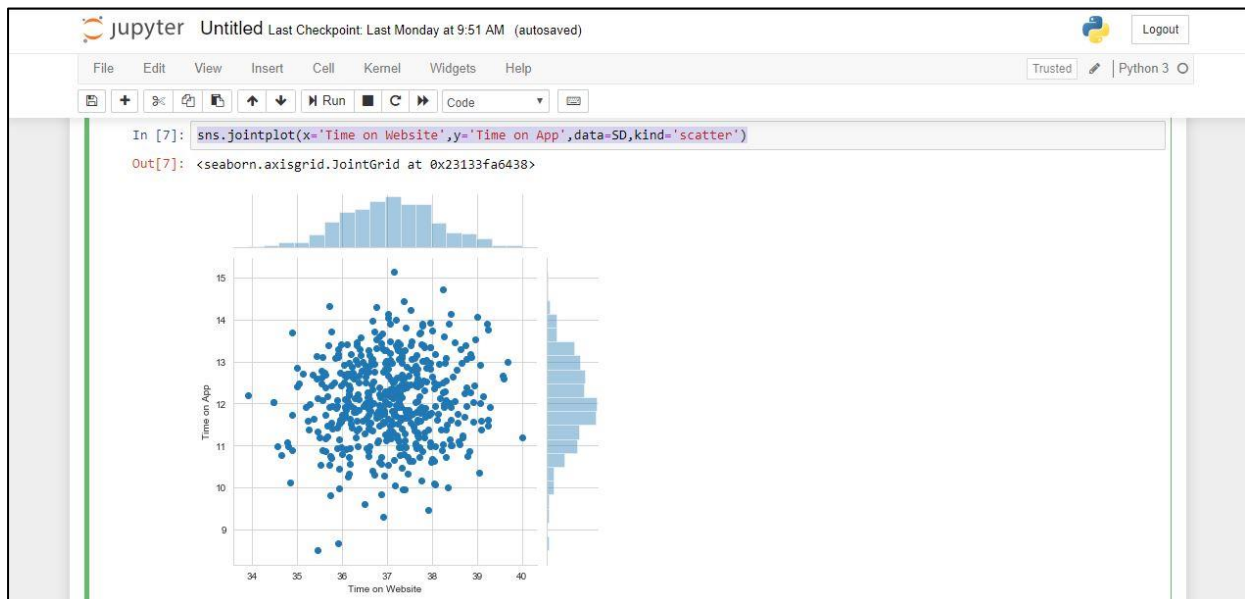 jupyter Untitled Last Checkpoint: Last Monday at 9:51 AM (autosaved)
Logout
File Edit View Insert Cell Kernel Widgets Help
Trusted Python 3
Run Code
In [7]: sns.jointplot(x='Time on Website',y='Time on App',data=SD,kind='scatter')
Out[7]: <seaborn.axisgrid.JointGrid at 0x23133fa6438>
15
14
13
12
11
10
9
Time on App
34 35 36 37 38 39 40
Time on Website